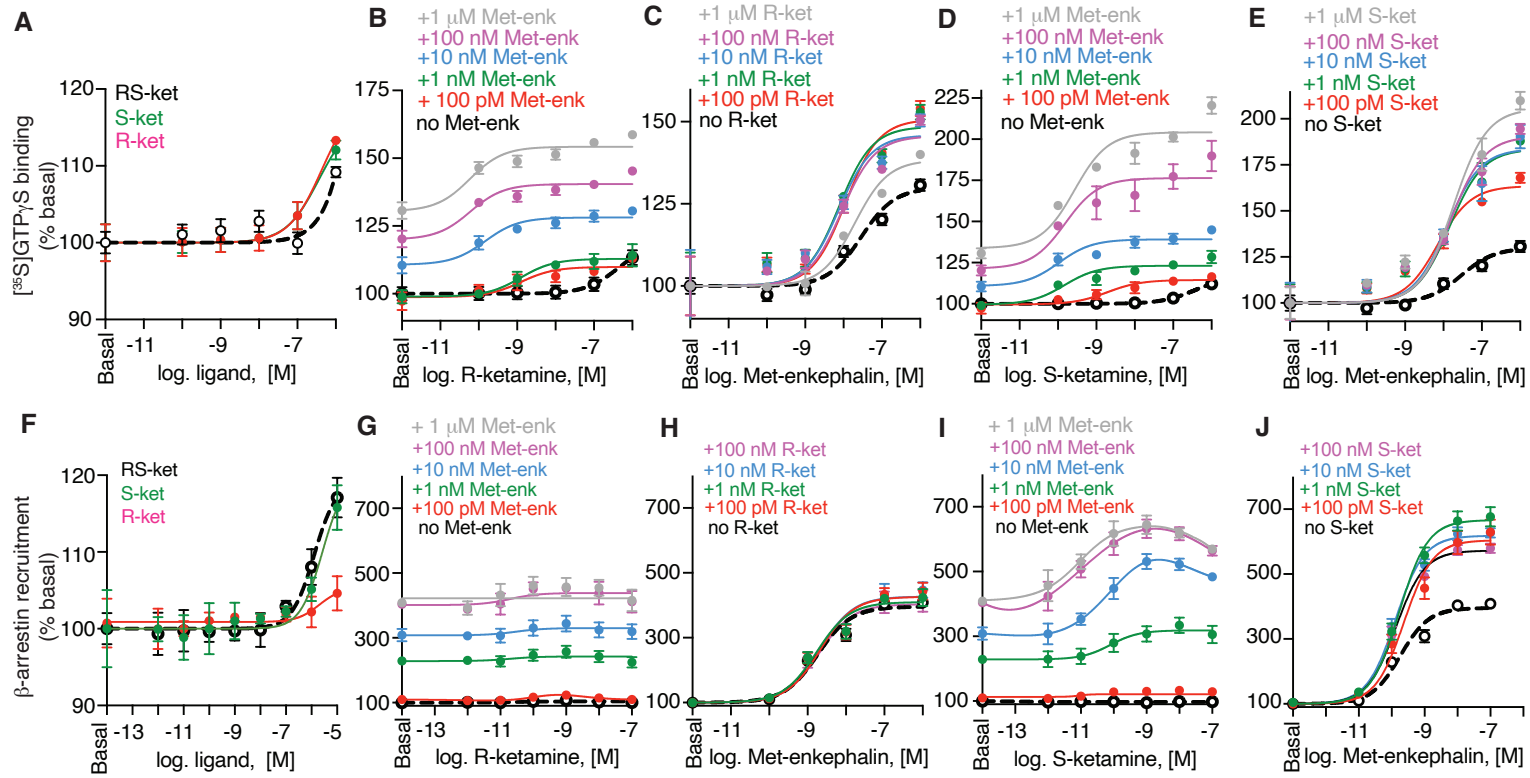 A
RS-ket
S-ket
R-ket
[³⁵S]GTPγS binding
(% basal)
120
110
100
90
Basal
-11
-9
-7
log. ligand, [M]
B
+1 μM Met-enk
+100 nM Met-enk
+10 nM Met-enk
+1 nM Met-enk
+ 100 pM Met-enk
no Met-enk
175
150
125
100
Basal
-11
-9
-7
log. R-ketamine, [M]
C
+1 μM R-ket
+100 nM R-ket
+10 nM R-ket
+1 nM R-ket
+100 pM R-ket
no R-ket
150
100
Basal
-11
-9
-7
log. Met-enkephalin, [M]
D
+1 μM Met-enk
+100 nM Met-enk
+10 nM Met-enk
+1 nM Met-enk
+ 100 pM Met-enk
no Met-enk
225
200
175
150
125
100
Basal
-11
-9
-7
log. S-ketamine, [M]
E
+1 μM S-ket
+100 nM S-ket
+10 nM S-ket
+1 nM S-ket
+100 pM S-ket
no S-ket
200
175
150
125
100
Basal
-11
-9
-7
log. Met-enkephalin, [M]
F
RS-ket
S-ket
R-ket
β-arrestin recruitment
(% basal)
120
110
100
90
Basal
-13
-11
-9
-7
-5
log. ligand, [M]
G
+ 1 μM Met-enk
+100 nM Met-enk
+10 nM Met-enk
+1 nM Met-enk
+100 pM Met-enk
no Met-enk
700
500
300
100
Basal
-13
-11
-9
-7
log. R-ketamine, [M]
H
+100 nM R-ket
+10 nM R-ket
+1 nM R-ket
+100 pM R-ket
no R-ket
700
500
300
100
Basal
-11
-9
-7
log. Met-enkephalin, [M]
I
+ 1 μM Met-enk
+100 nM Met-enk
+10 nM Met-enk
+1 nM Met-enk
+100 pM Met-enk
no Met-enk
700
500
300
100
Basal
-13
-11
-9
-7
log. S-ketamine, [M]
J
+100 nM S-ket
+10 nM S-ket
+1 nM S-ket
+100 pM S-ket
no S-ket
700
500
300
100
Basal
-11
-9
-7
log. Met-enkephalin, [M]